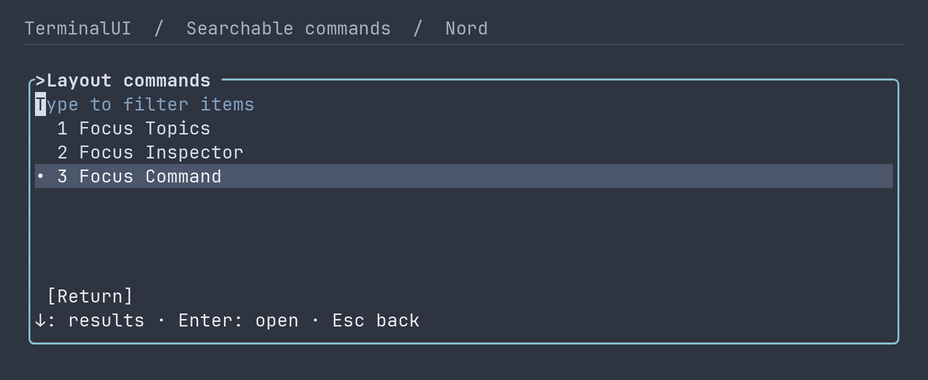 TerminalUI / Searchable commands / Nord
>Layout commands
Type to filter items
1 Focus Topics
2 Focus Inspector
• 3 Focus Command
[Return]
↓: results · Enter: open · Esc back